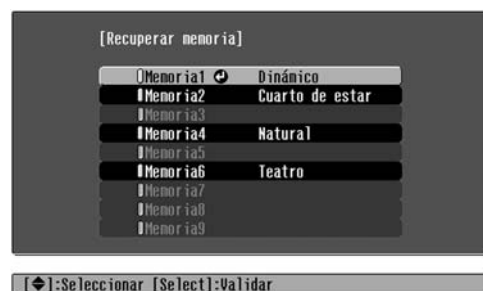 [Recuperar memoria]
Memoria1 Dinámico
Memoria2 Cuarto de estar
Memoria3
Memoria4 Natural
Memoria5
Memoria6 Teatro
Memoria7
Memoria8
Memoria9
[◆]:Seleccionar [Select]:Validar